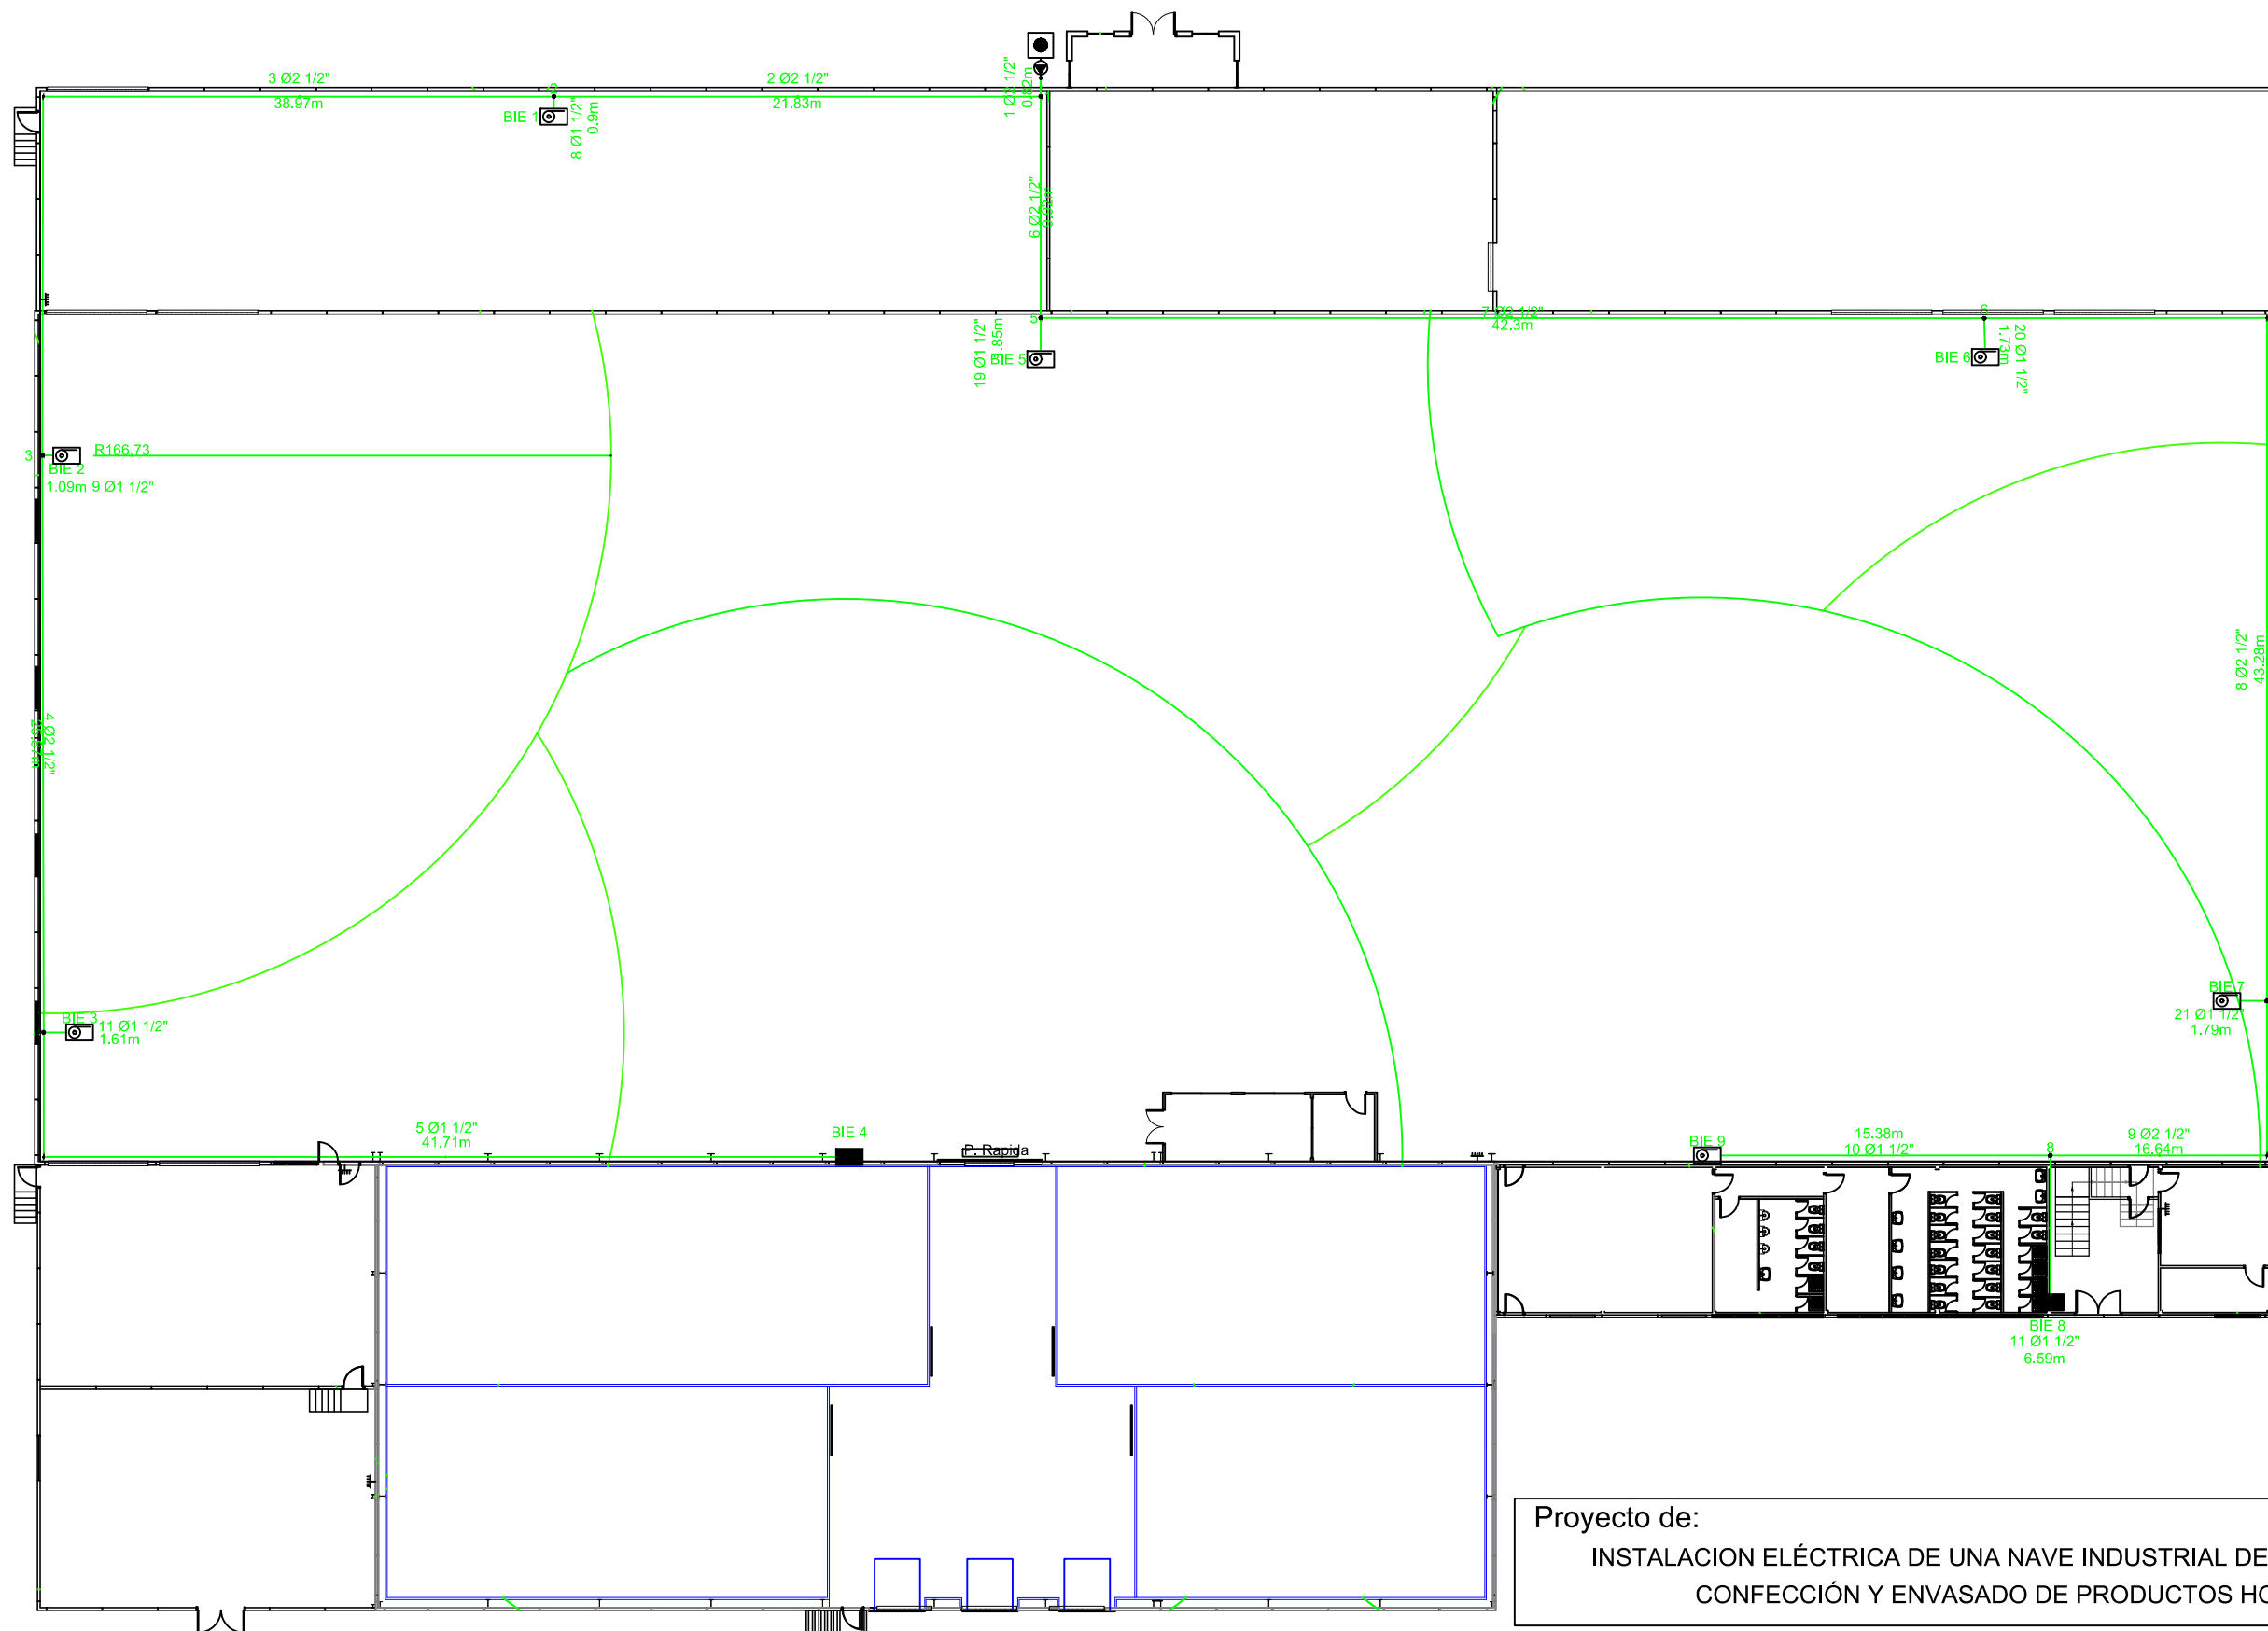 3 Ø2 1/2"
38.97m
2 Ø2 1/2"
21.83m
0.82m
BIE 1
8 Ø1 1/2"
0.9m
6 Ø2 1/2"
5
7 Ø2 1/2"
42.3m
19 Ø1 1/2"
BIE 5
BIE 6
20 Ø1 1/2"
1.73m
3
R166,73
BIE 2
1.09m 9 Ø1 1/2"
4 Ø2 1/2"
8 Ø2 1/2"
43.28m
BIE 3
11 Ø1 1/2"
1.61m
BIE 7
21 Ø1 1/2"
1.79m
5 Ø1 1/2"
41,71m
BIE 4
P. Rapida
BIE 9
15.38m
10 Ø1 1/2"
8
9 Ø2 1/2"
16.64m
BIE 8
11 Ø1 1/2"
6.59m
Proyecto de:
INSTALACION ELÉCTRICA DE UNA NAVE INDUSTRIAL DE
CONFECCIÓN Y ENVASADO DE PRODUCTOS